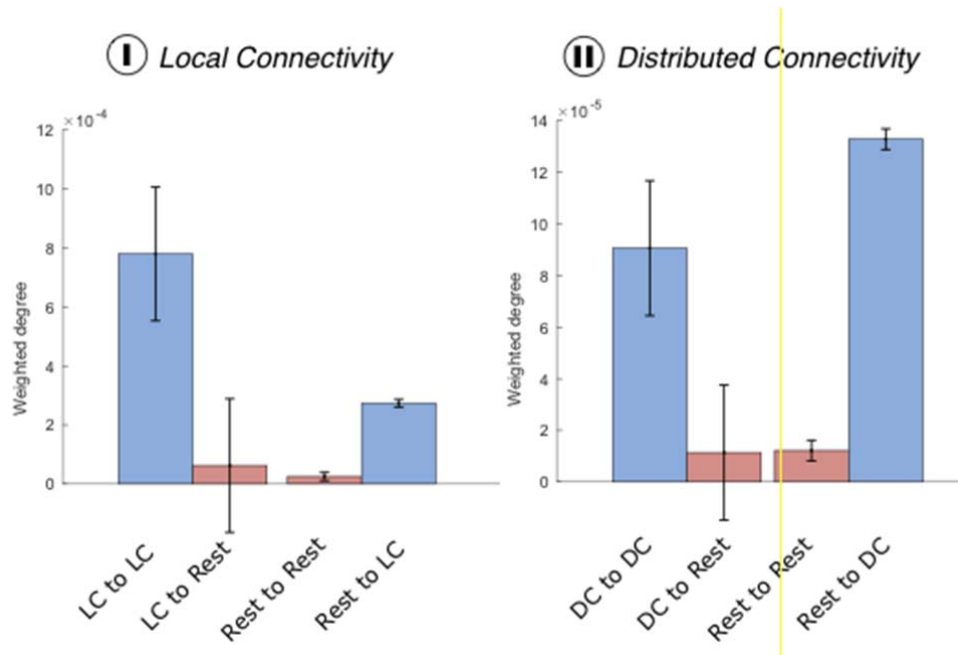 I Local Connectivity
×10-4
12
10
8
6
4
2
0
Weighted degree
LC to LC
LC to Rest
Rest to Rest
Rest to LC
II Distributed Connectivity
×10-5
14
12
10
8
6
4
2
0
Weighted degree
DC to DC
DC to Rest
Rest to Rest
Rest to DC